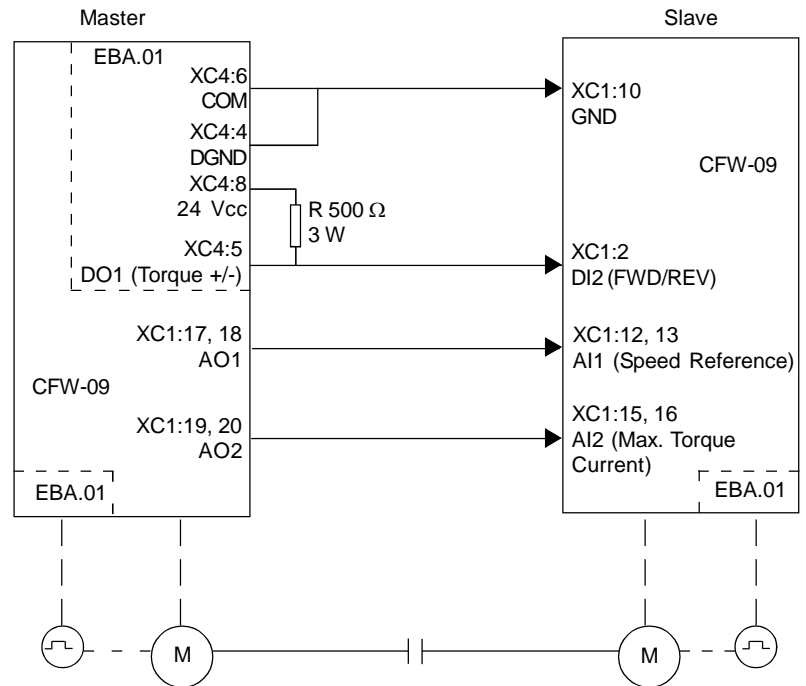 Master
EBA.01
XC4:6
COM
XC4:4
DGND
XC4:8
24 Vcc
R 500 Ω
3 W
XC4:5
DO1 (Torque +/-)
XC1:17, 18
AO1
CFW-09
XC1:19, 20
AO2
EBA.01
M
Slave
XC1:10
GND
CFW-09
XC1:2
DI2 (FWD/REV)
XC1:12, 13
AI1 (Speed Reference)
XC1:15, 16
AI2 (Max. Torque
Current)
EBA.01
M